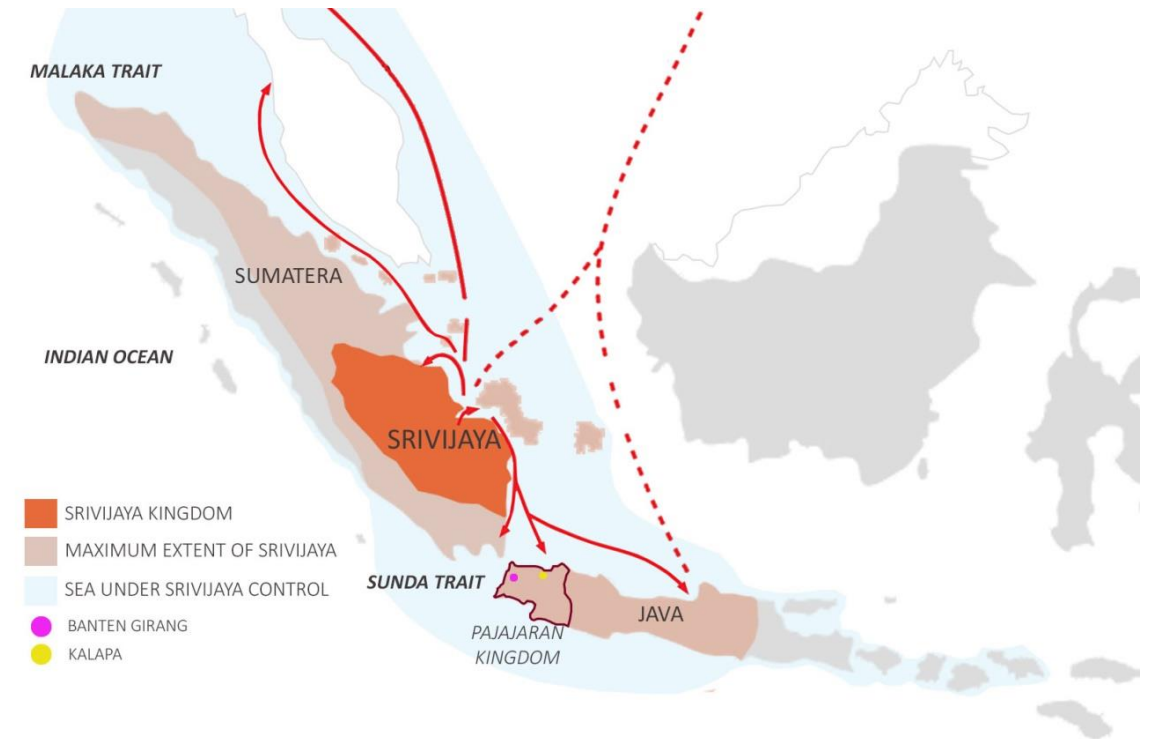 MALAKA TRAIT
SUMATERA
INDIAN OCEAN
SRIVIJAYA
SRIVIJAYA KINGDOM
MAXIMUM EXTENT OF SRIVIJAYA
SEA UNDER SRIVIJAYA CONTROL
BANTEN GIRANG
KALAPA
SUNDA TRAIT
JAVA
PAJAJARAN
KINGDOM